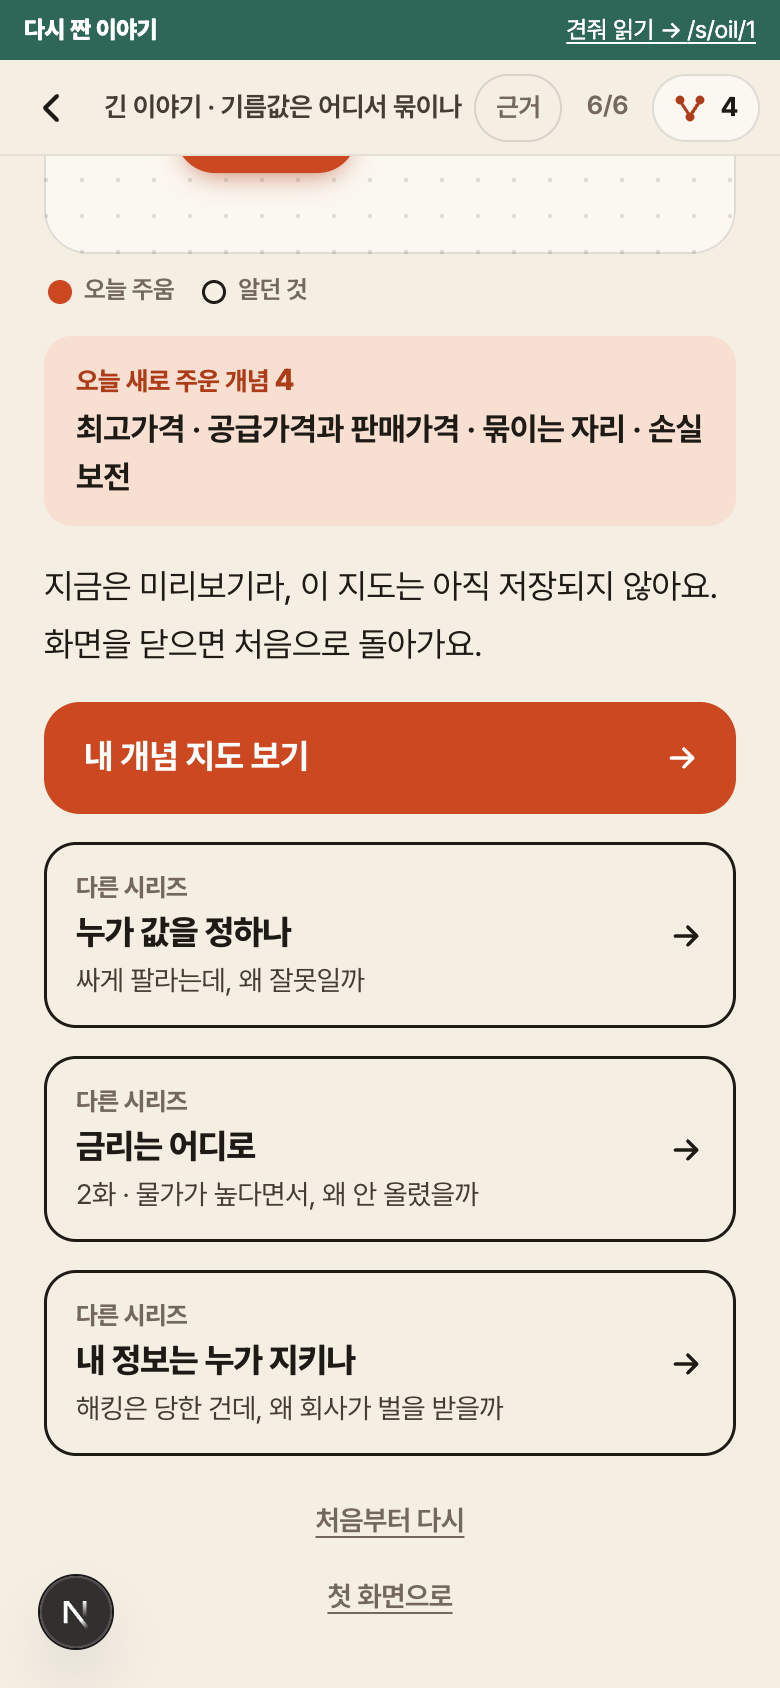 다시 짠 이야기
견줘 읽기 → /s/oil/1
긴 이야기 · 기름값은 어디서 묶이나
근거
6/6
4
오늘 주움
알던 것
오늘 새로 주운 개념 4
최고가격 · 공급가격과 판매가격 · 묶이는 자리 · 손실
보전
지금은 미리보기라, 이 지도는 아직 저장되지 않아요.
화면을 닫으면 처음으로 돌아가요.
내 개념 지도 보기
다른 시리즈
누가 값을 정하나
싸게 팔라는데, 왜 잘못일까
다른 시리즈
금리는 어디로
2화 · 물가가 높다면서, 왜 안 올렸을까
다른 시리즈
내 정보는 누가 지키나
해킹은 당한 건데, 왜 회사가 벌을 받을까
처음부터 다시
첫 화면으로
N